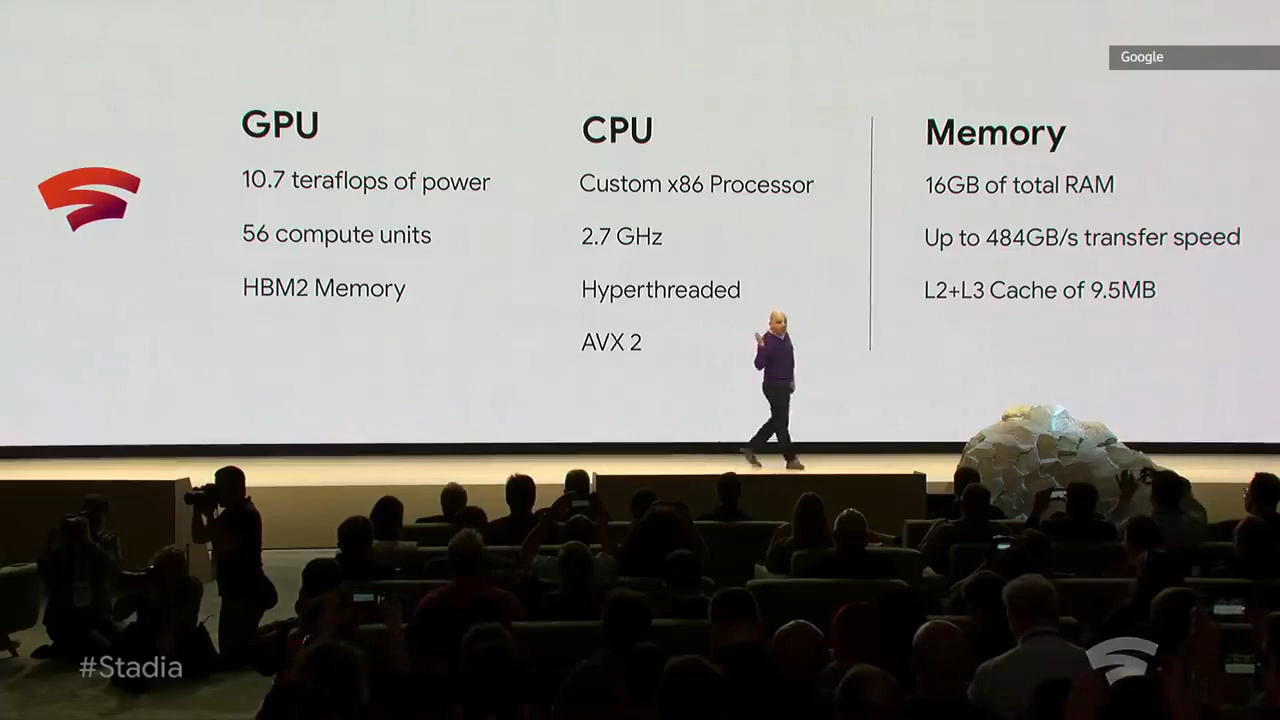 Google
GPU
10.7 teraflops of power
56 compute units
HBM2 Memory
CPU
Custom x86 Processor
2.7 GHz
Hyperthreaded
AVX 2
Memory
16GB of total RAM
Up to 484GB/s transfer speed
L2+L3 Cache of 9.5MB
#Stadia